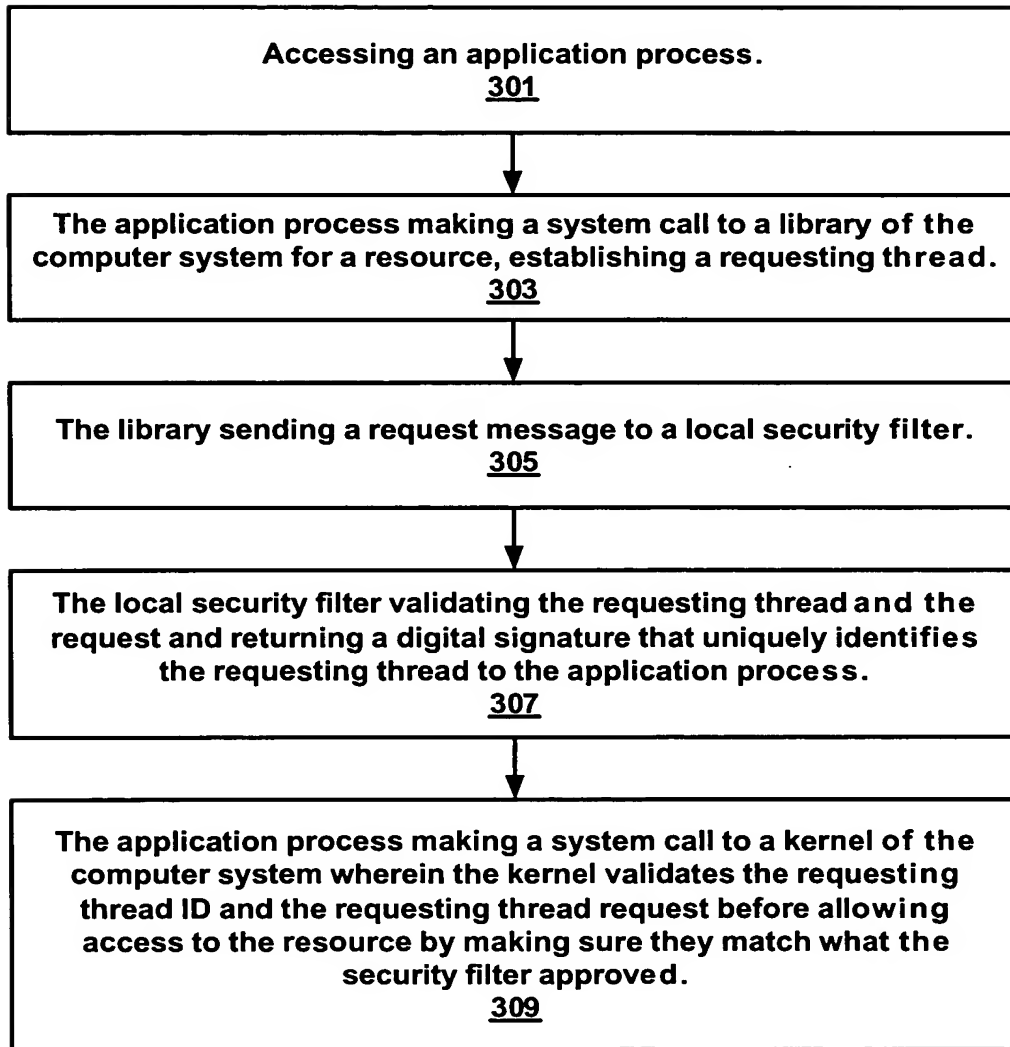 Accessing an application process.
301
The application process making a system call to a library of the
computer system for a resource, establishing a requesting thread.
303
The library sending a request message to a local security filter.
305
The local security filter validating the requesting thread and the
request and returning a digital signature that uniquely identifies
the requesting thread to the application process.
307
The application process making a system call to a kernel of the
computer system wherein the kernel validates the requesting
thread ID and the requesting thread request before allowing
access to the resource by making sure they match what the
security filter approved.
309